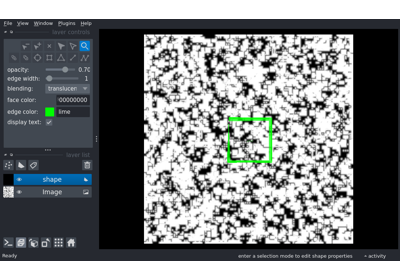 File View Window Plugins Help
layer controls
opacity: 0.70
edge width: 1
blending: translucen
face color: 00000000
edge color: lime
display text:
layer list
shape
Image
Ready enter a selection mode to edit shape properties activity